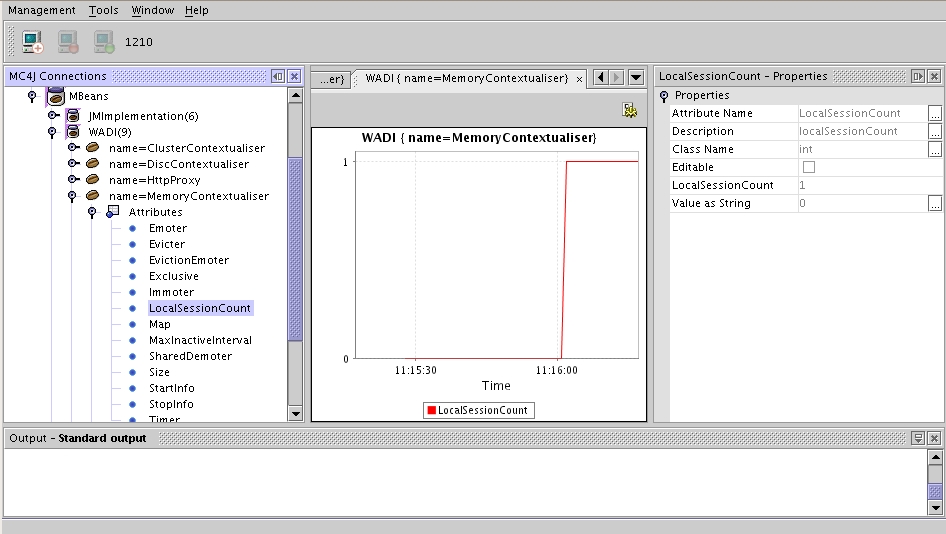 Management Tools Window Help
1210
MC4J Connections
MBeans
JMImplementation(6)
WADI(9)
name=ClusterContextualiser
name=DiscContextualiser
name=HttpProxy
name=MemoryContextualiser
Attributes
Emoter
Evicter
EvictionEmoter
Exclusive
Immoter
LocalSessionCount
Map
MaxInactiveInterval
SharedDemoter
Size
StartInfo
StopInfo
Timer
...er} WADI { name=MemoryContextualiser}
WADI { name=MemoryContextualiser}
1
0
11:15:30 11:16:00
Time
LocalSessionCount
LocalSessionCount - Properties
Properties
Attribute Name LocalSessionCount ...
Description localSessionCount ...
Class Name int ...
Editable
LocalSessionCount 1
Value as String 0 ...
Output - Standard output